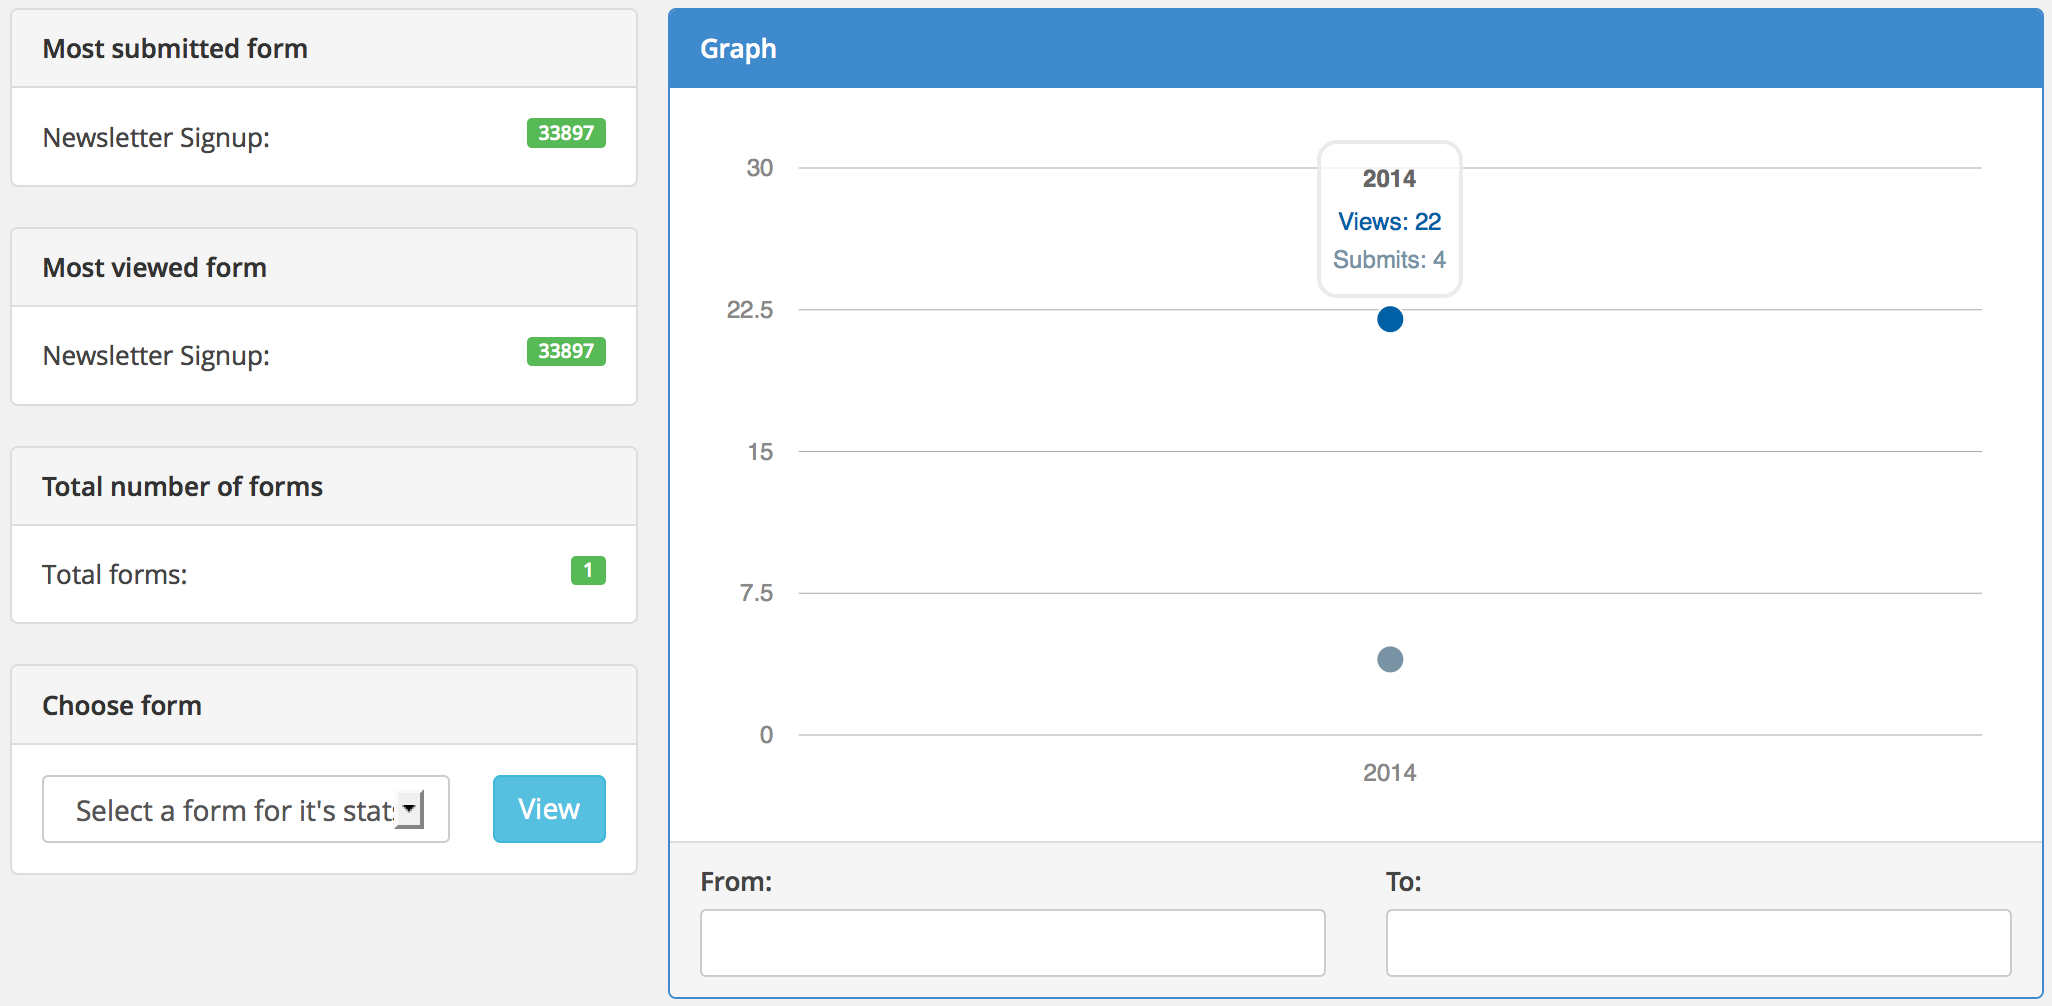 Most submitted form
Newsletter Signup: 33897
Most viewed form
Newsletter Signup: 33897
Total number of forms
Total forms: 1
Choose form
Select a form for it's stats
View
Graph
30
22.5
15
7.5
0
2014
Views: 22
Submits: 4
2014
From:
To: